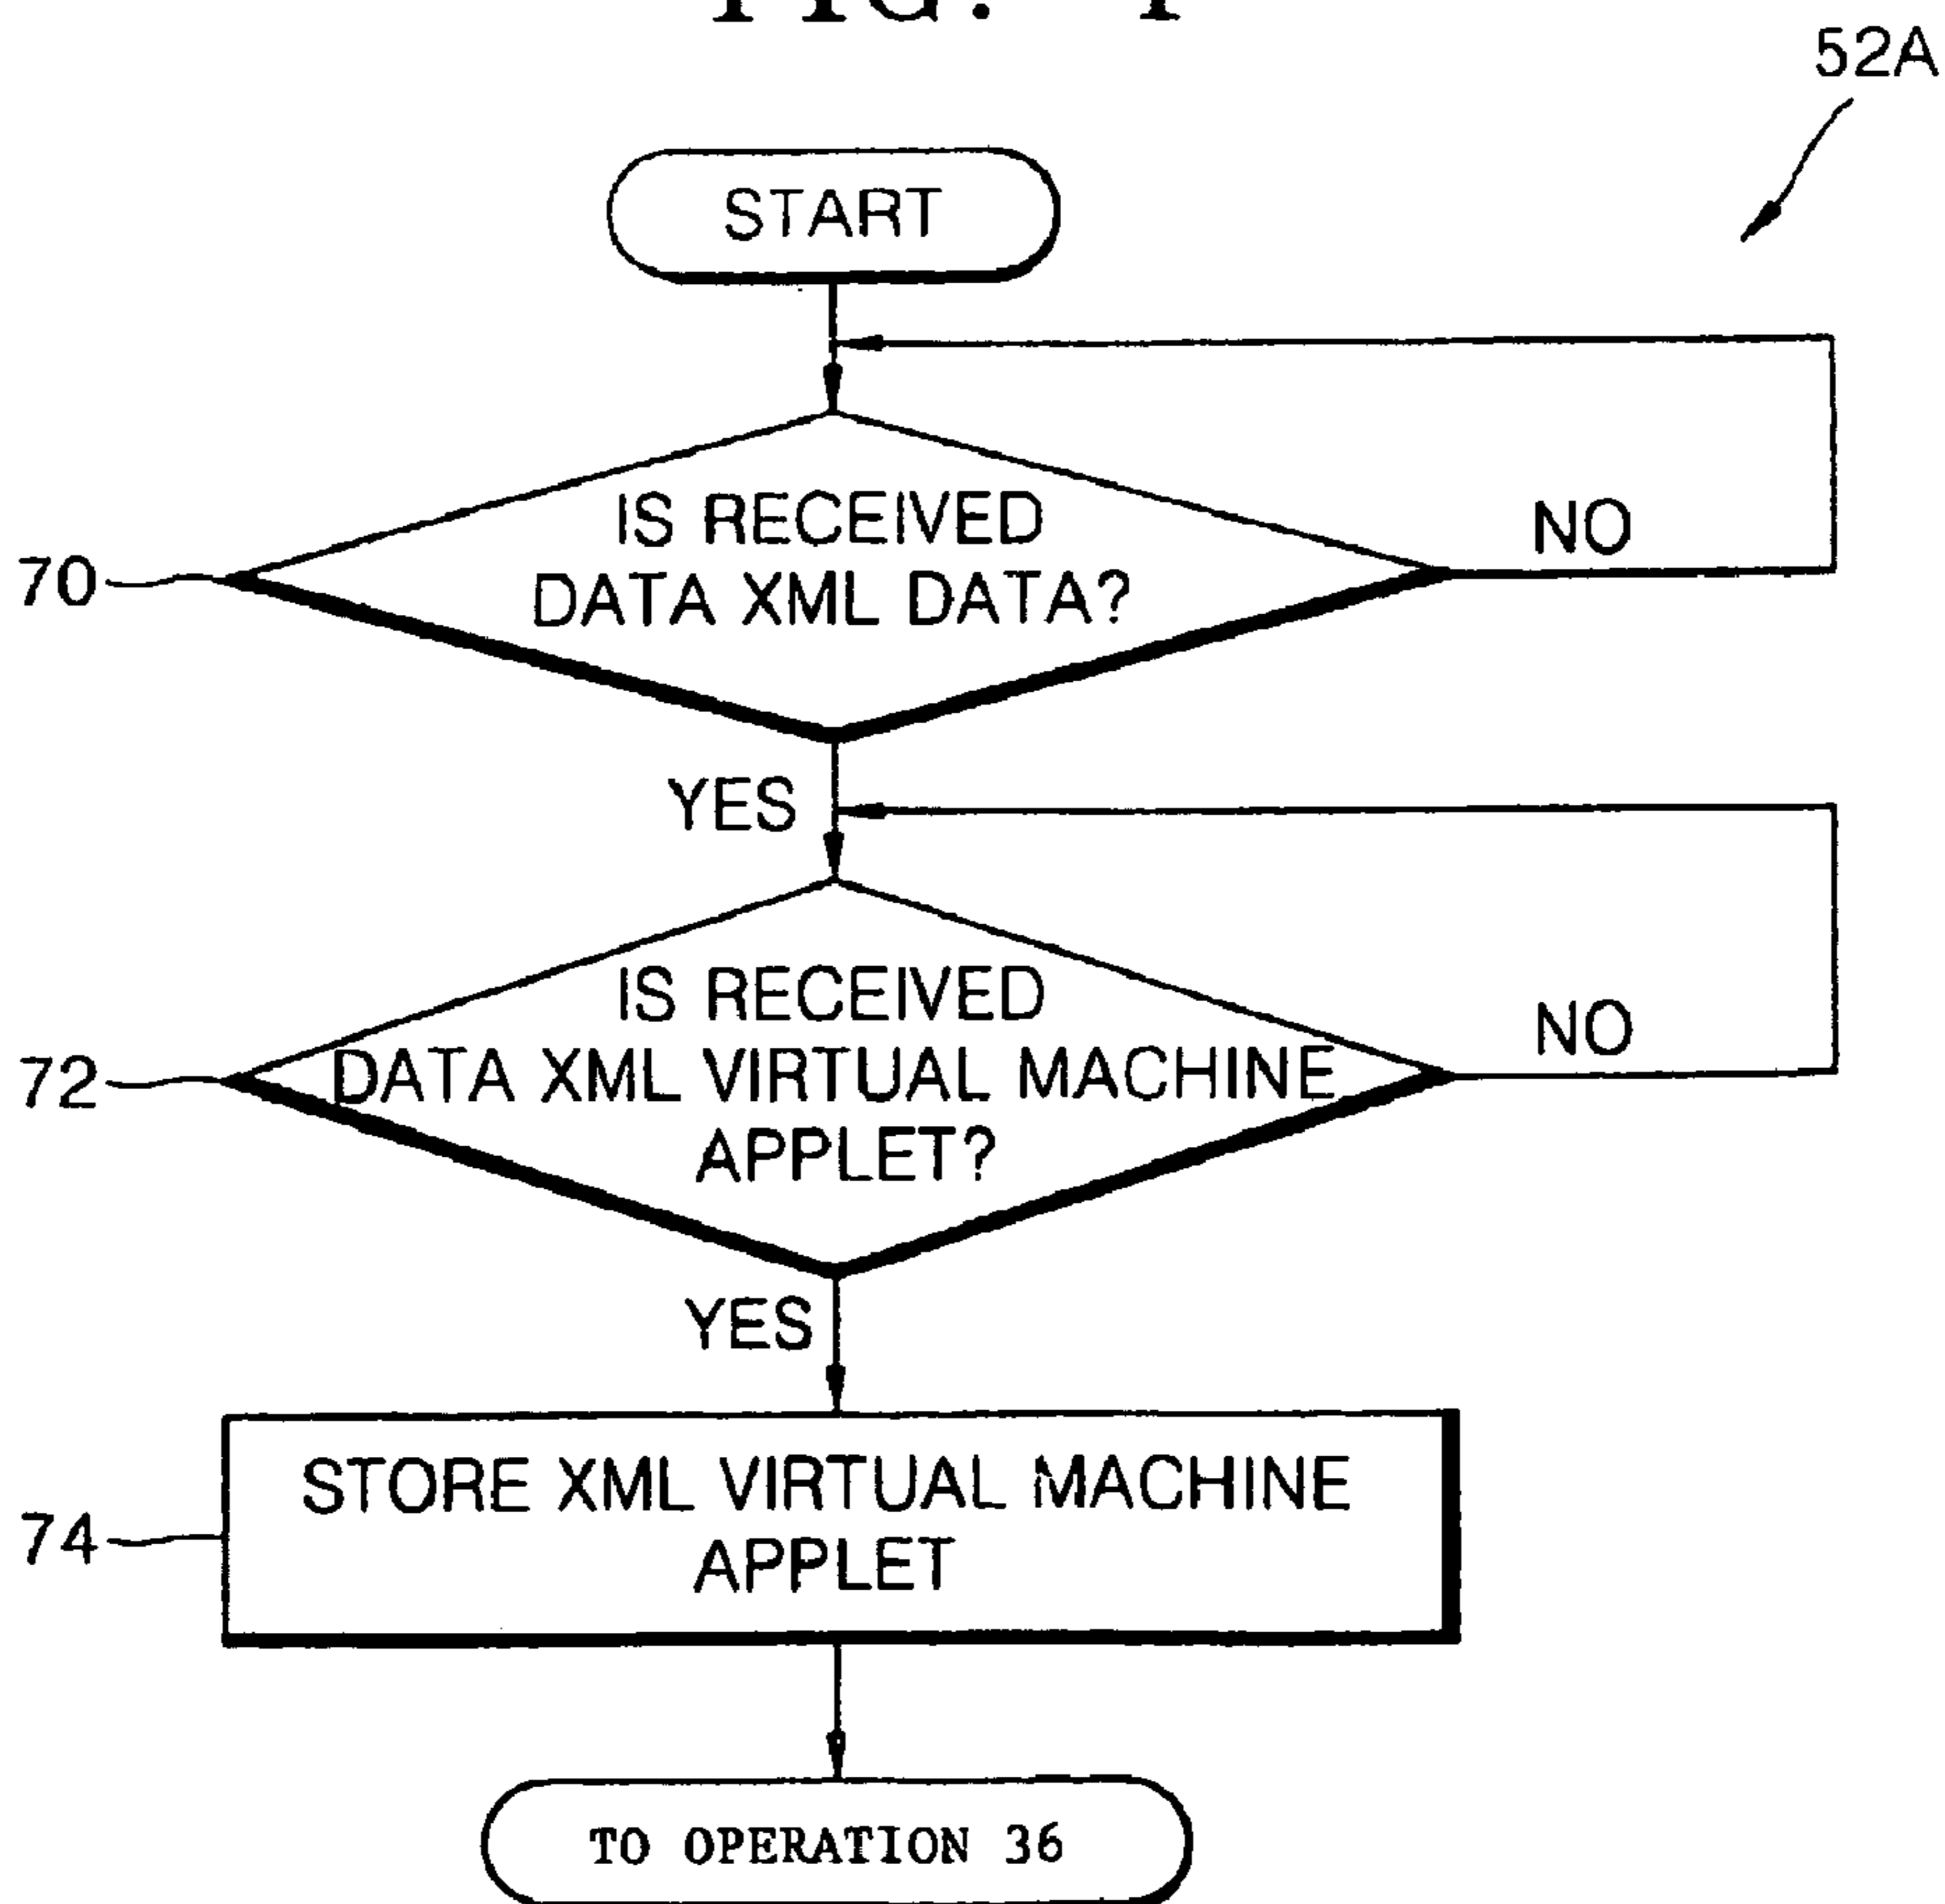 FIG.
52A
START
IS RECEIVED
DATA XML DATA?
NO
70
YES
IS RECEIVED
DATA XML VIRTUAL MACHINE
APPLET?
NO
72
YES
STORE XML VIRTUAL MACHINE
APPLET
74
TO OPERATION 36